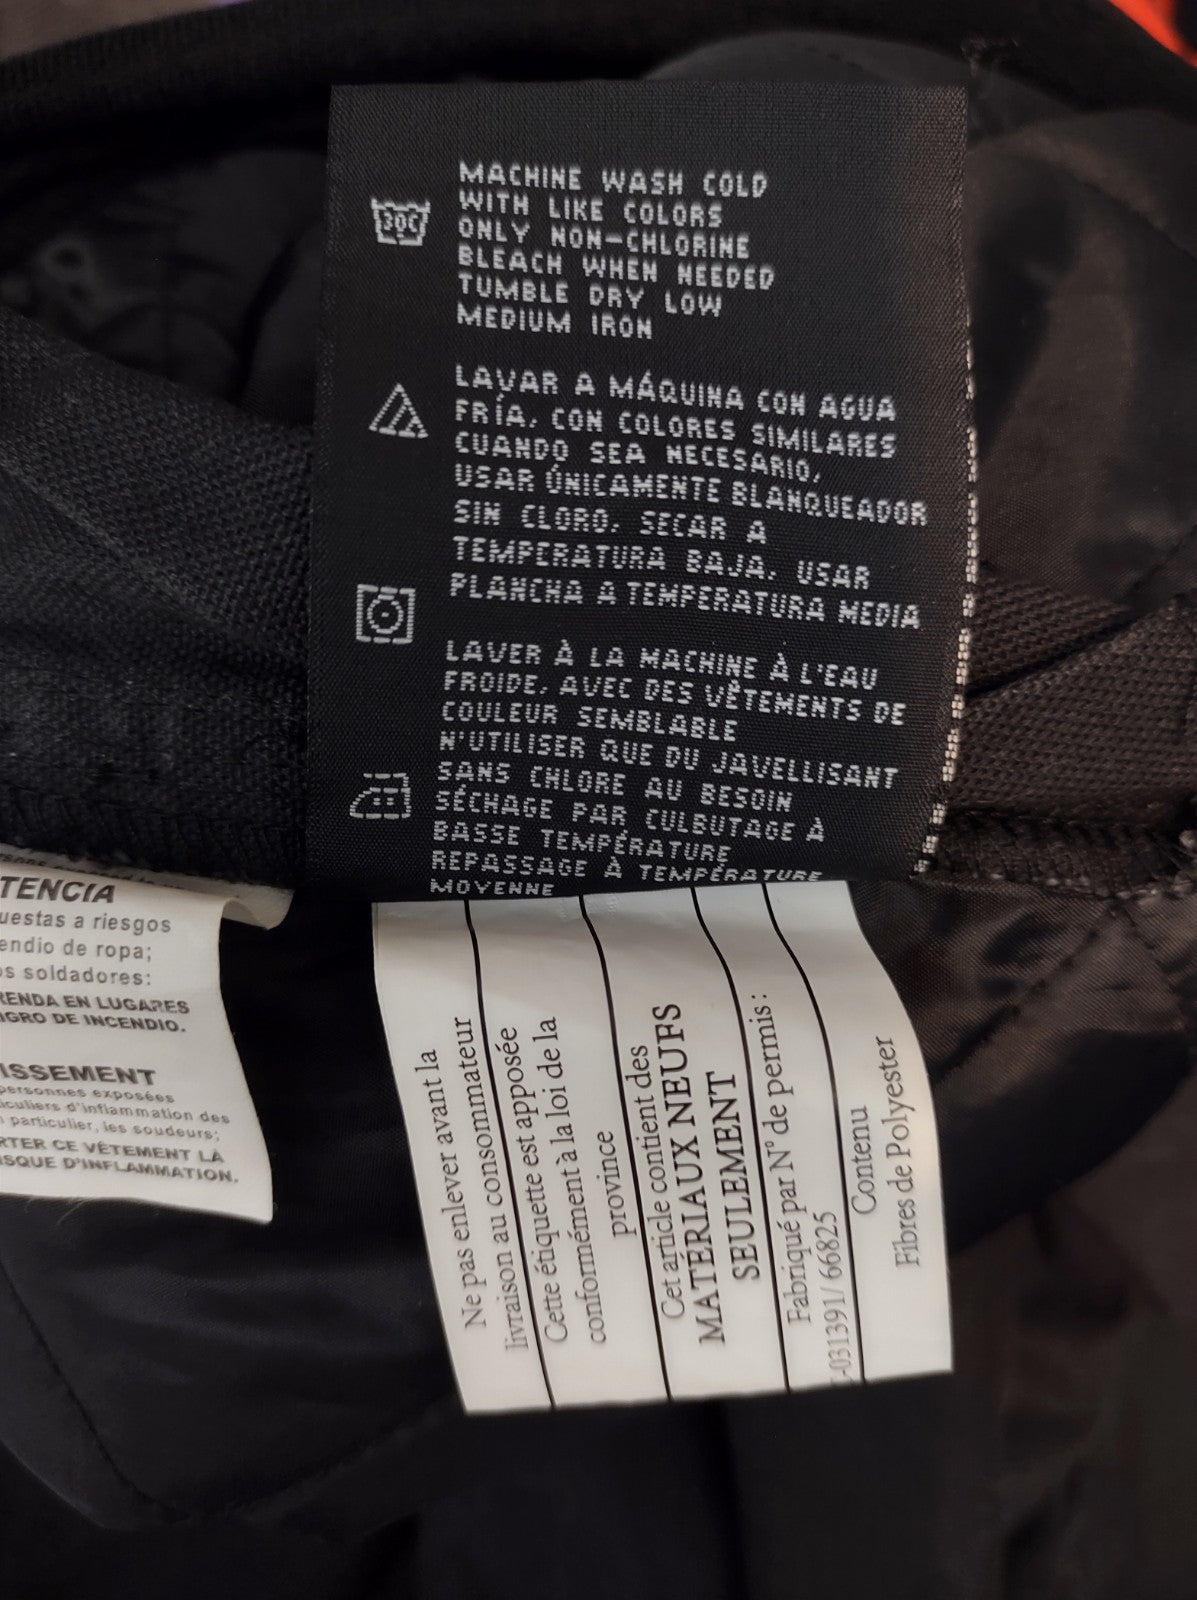 30C
MACHINE WASH COLD
WITH LIKE COLORS
ONLY NON-CHLORINE
BLEACH WHEN NEEDED
TUMBLE DRY LOW
MEDIUM IRON
LAVAR A MÁQUINA CON AGUA
FRÍA, CON COLORES SIMILARES
CUANDO SEA NECESARIO,
USAR ÚNICAMENTE BLANQUEADOR
SIN CLORO. SECAR A
TEMPERATURA BAJA. USAR
PLANCHA A TEMPERATURA MEDIA
LAVER À LA MACHINE À L'EAU
FROIDE, AVEC DES VÊTEMENTS DE
COULEUR SEMBLABLE
N'UTILISER QUE DU JAVELLISANT
SANS CHLORE AU BESOIN
SÉCHAGE PAR CULBUTAGE À
BASSE TEMPÉRATURE
REPASSAGE À TEMPÉRATURE
MOYENNE
TENCIA
uestas a riesgos
endio de ropa;
os soldadores:
RENDA EN LUGARES
IGRO DE INCENDIO.
ISSEMENT
personnes exposées
iculiers d'inflammation des
particulier, les soudeurs;
RTER CE VÊTEMENT LÀ
ISQUE D'INFLAMMATION.
Ne pas enlever avant la
livraison au consommateur
Cette étiquette est apposée
conformément à la loi de la
province
Cet article contient des
MATÉRIAUX NEUFS
SEULEMENT
Fabriqué par N° de permis:
-031391/66825
Contenu
Fibres de Polyester